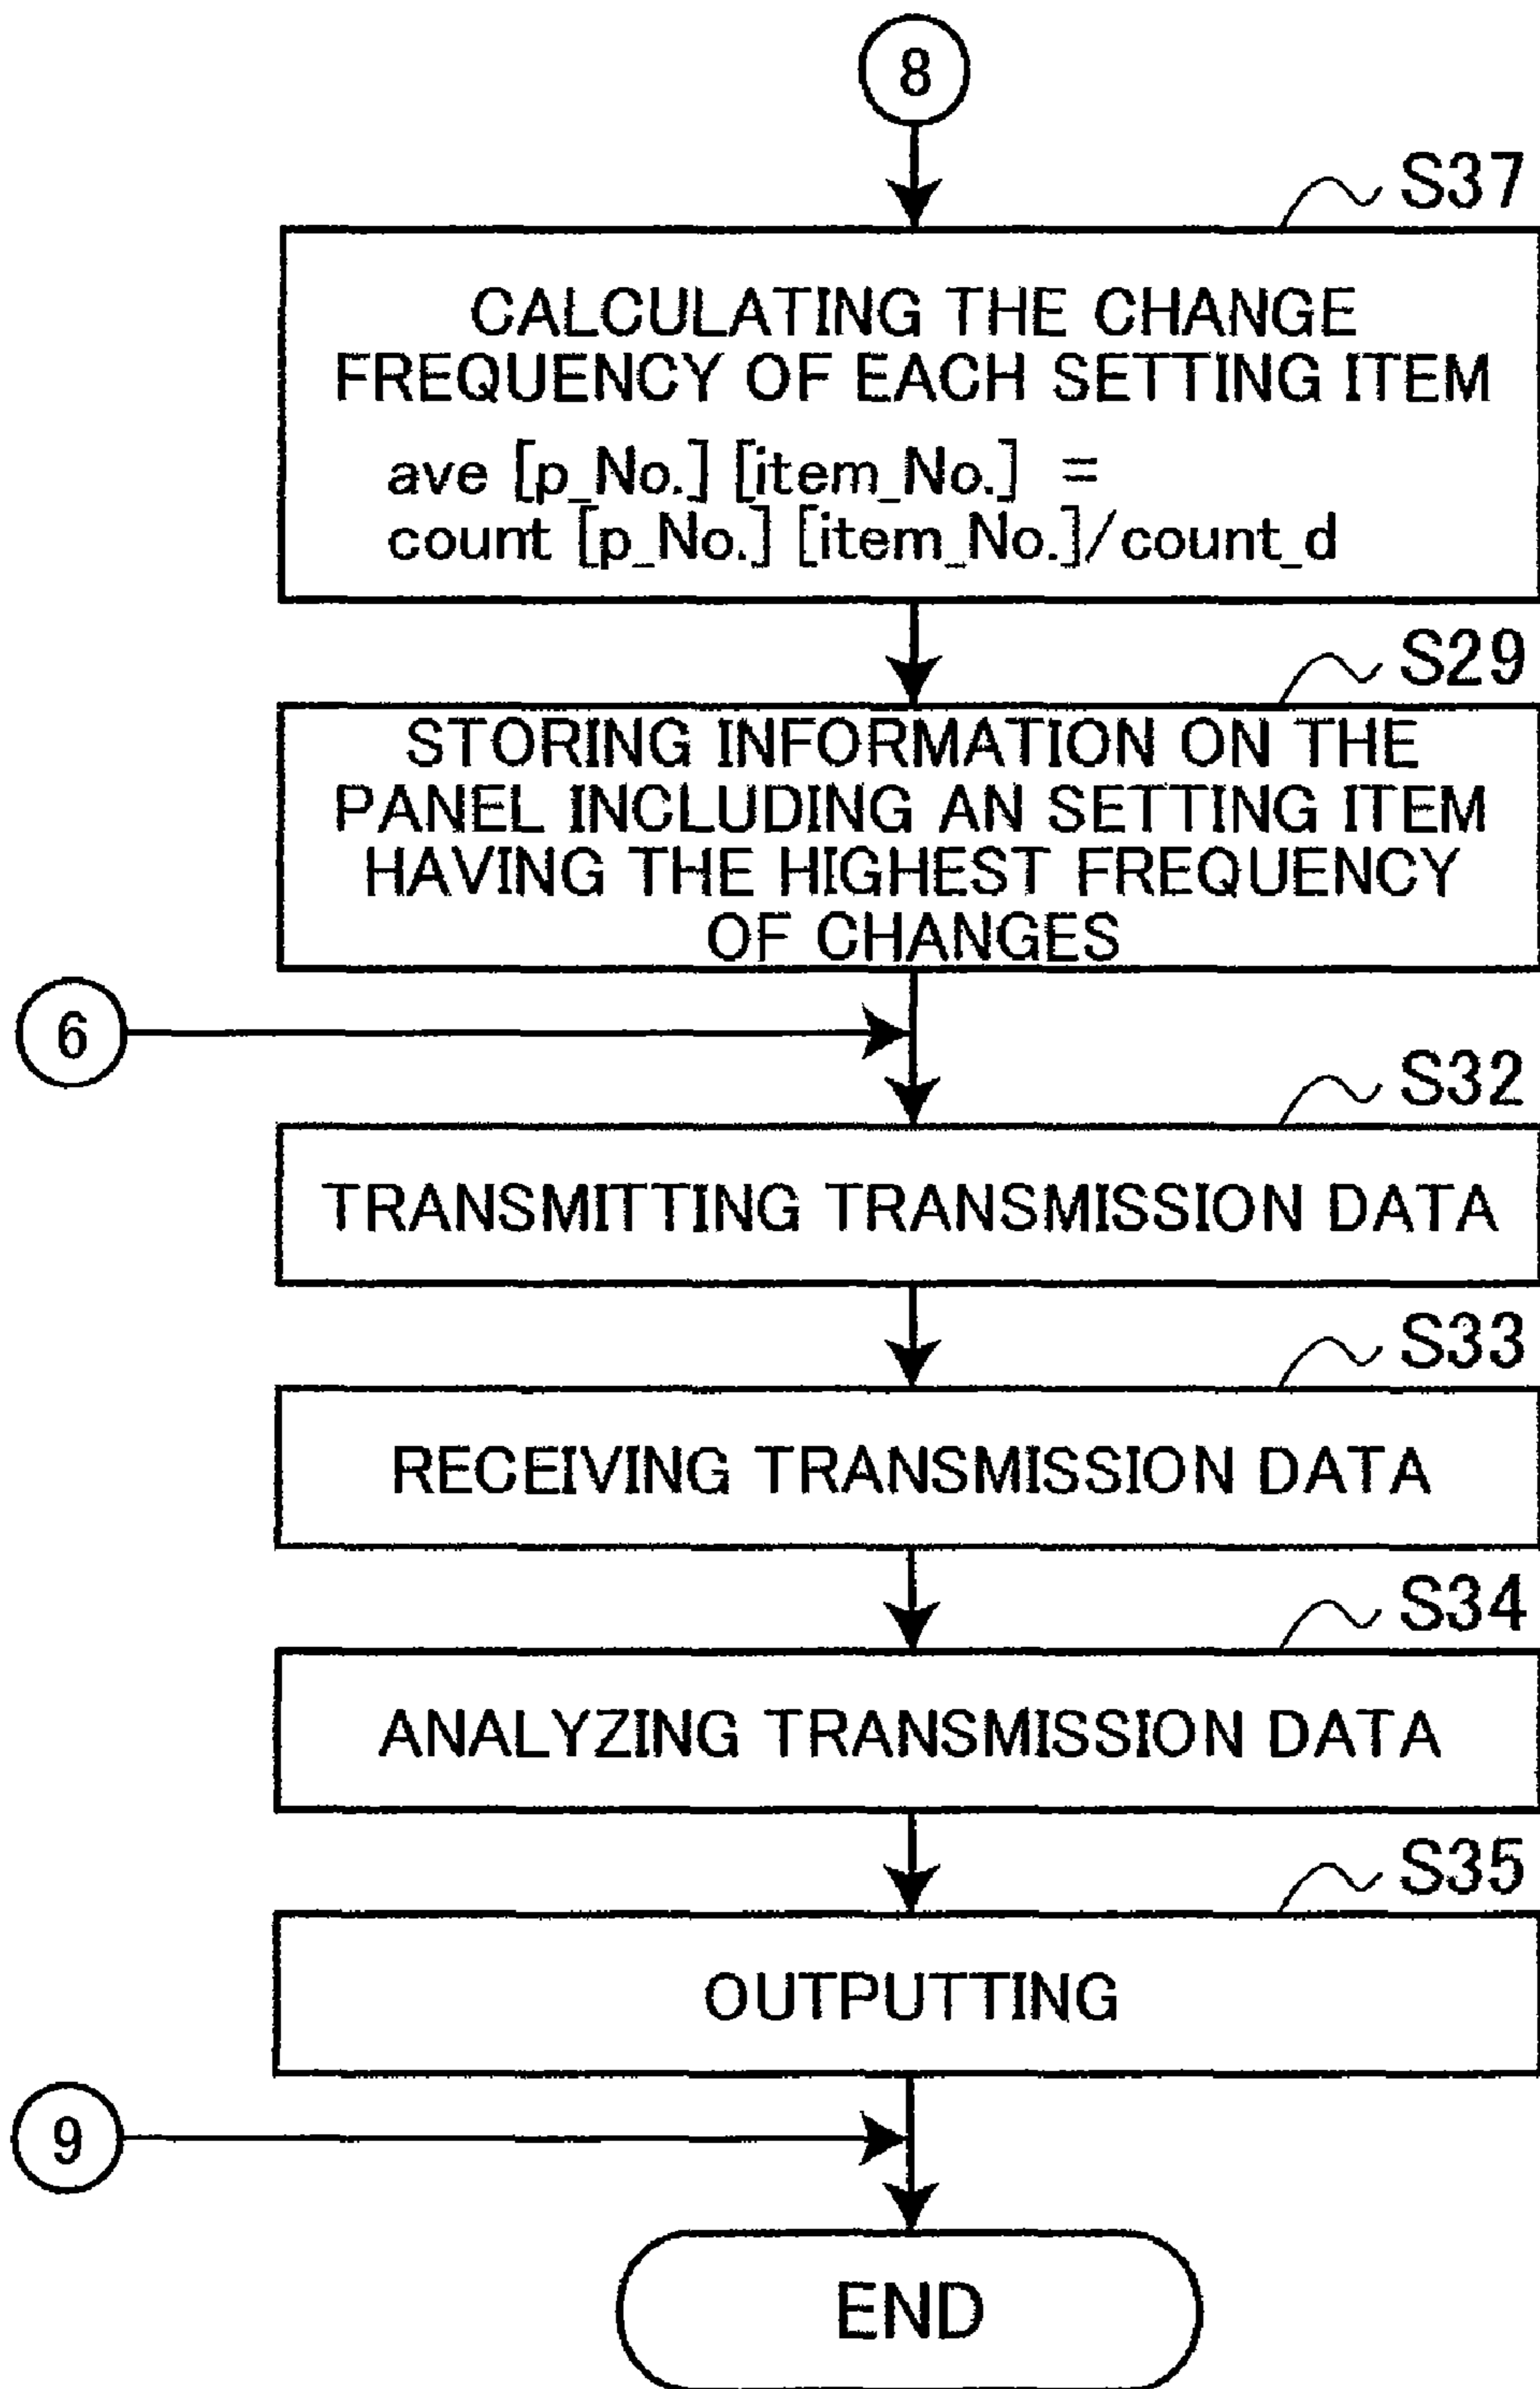 8
S37
CALCULATING THE CHANGE
FREQUENCY OF EACH SETTING ITEM
ave [p_No.] [item_No.] =
count [p_No.] [item_No.]/count_d
S29
STORING INFORMATION ON THE
PANEL INCLUDING AN SETTING ITEM
HAVING THE HIGHEST FREQUENCY
OF CHANGES
6
S32
TRANSMITTING TRANSMISSION DATA
S33
RECEIVING TRANSMISSION DATA
S34
ANALYZING TRANSMISSION DATA
S35
OUTPUTTING
9
END